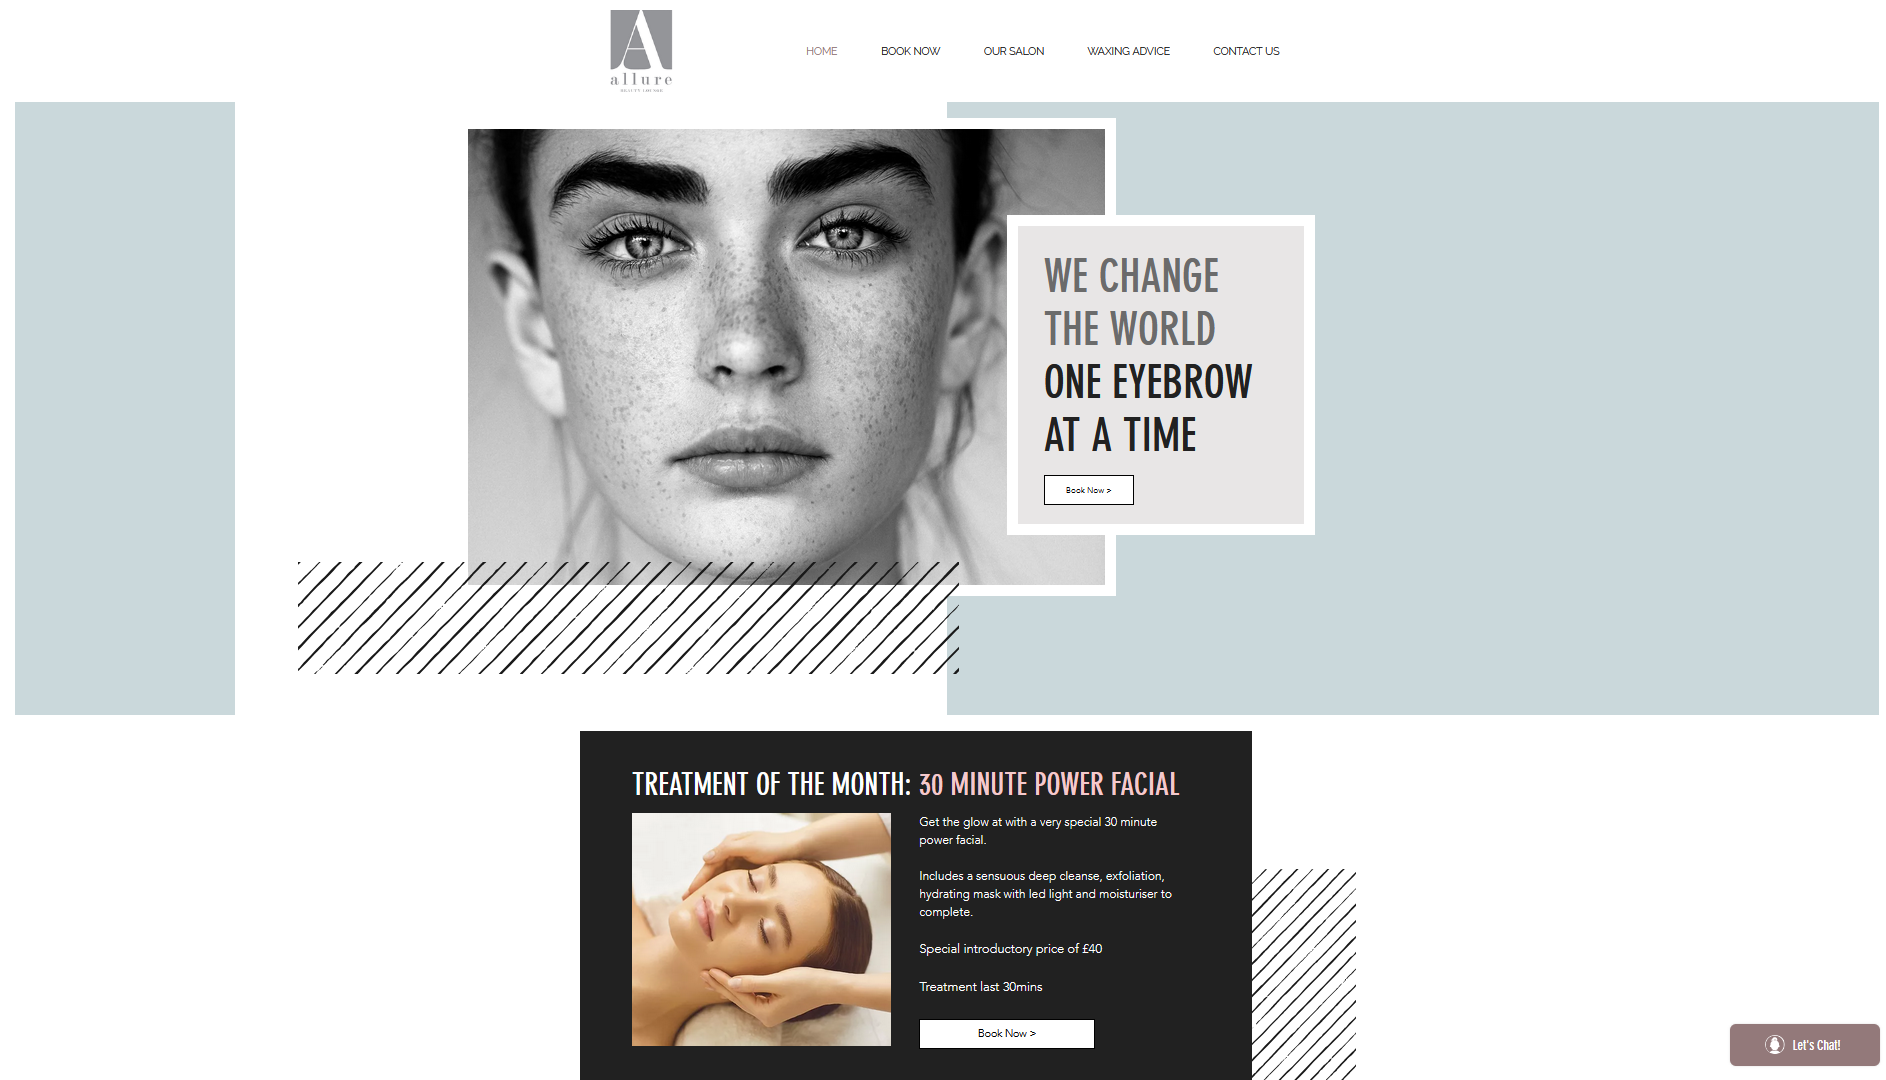 allure
BEAUTY LOUNGE
HOME
BOOK NOW
OUR SALON
WAXING ADVICE
CONTACT US
WE CHANGE
THE WORLD
ONE EYEBROW
AT A TIME
Book Now >
TREATMENT OF THE MONTH: 30 MINUTE POWER FACIAL
Get the glow at with a very special 30 minute
power facial.
Includes a sensuous deep cleanse, exfoliation,
hydrating mask with led light and moisturiser to
complete.
Special introductory price of £40
Treatment last 30mins
Book Now >
Let's Chat!